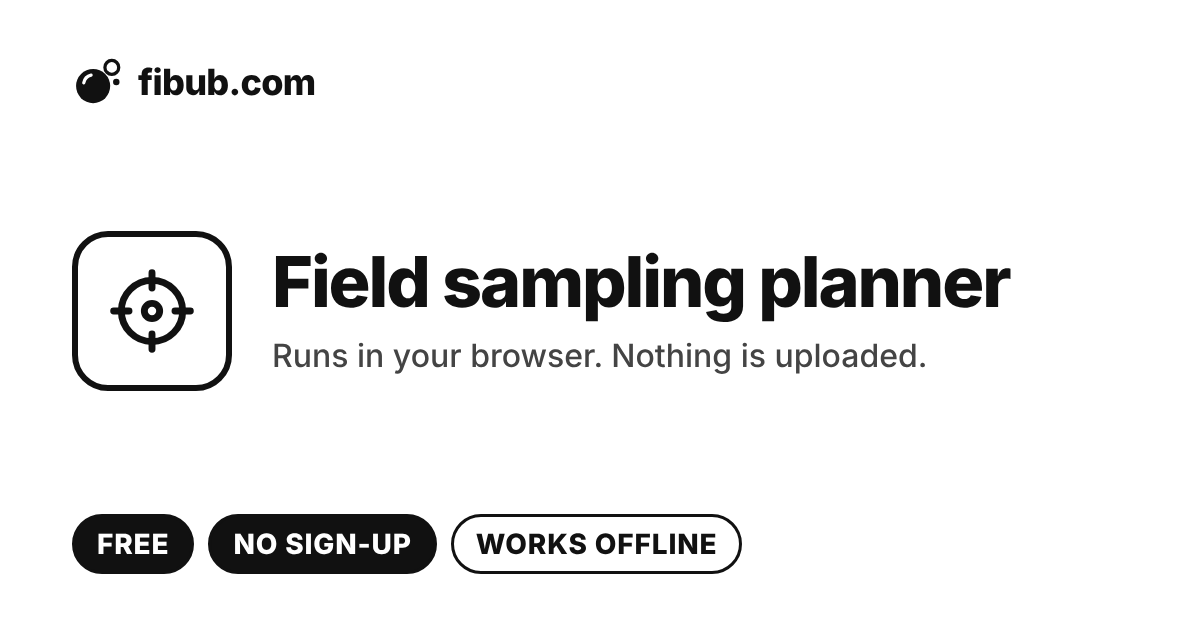 fibub.com
Field sampling planner
Runs in your browser. Nothing is uploaded.
FREE
NO SIGN-UP
WORKS OFFLINE